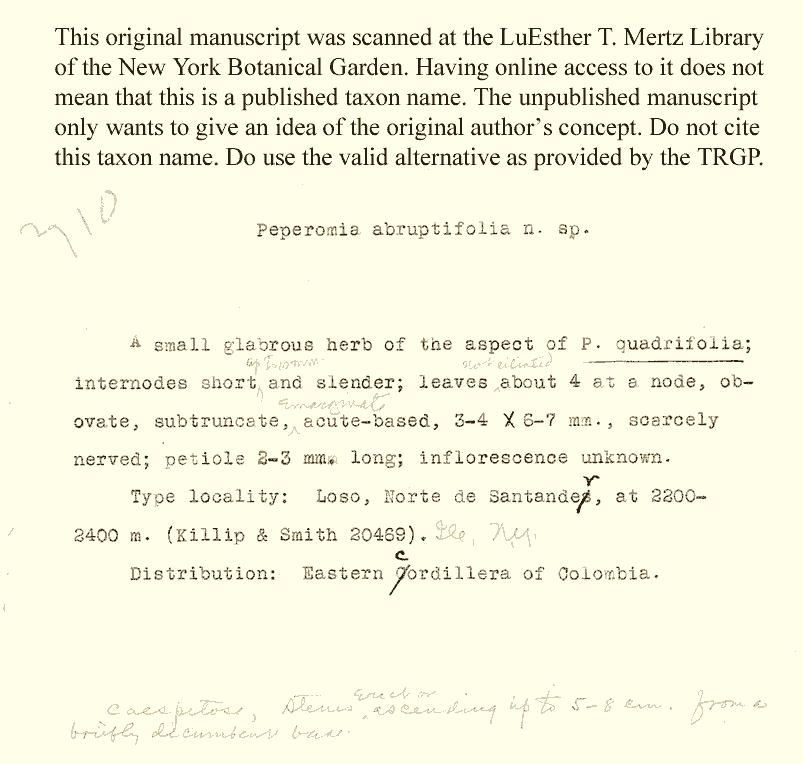 This original manuscript was scanned at the LuEsther T. Mertz Library
of the New York Botanical Garden. Having online access to it does not
mean that this is a published taxon name. The unpublished manuscript
only wants to give an idea of the original author's concept. Do not cite
this taxon name. Do use the valid alternative as provided by the TRGP.
Peperomia abruptifolia n. sp.
A small glabrous herb of the aspect of P. quadrifolia;
up to mm. not ciliated
internodes short, and slender; leaves about 4 at a node, ob-
emarginate
ovate, subtruncate, acute-based, 3-4 X 6-7 mm., scarcely
nerved; petiole 2-3 mm. long; inflorescence unknown.
Type locality: Loso, Norte de Santander, at 2200-
2400 m. (Killip & Smith 20469). Ny.
Distribution: Eastern Cordillera of Colombia.
erect or
Caespitose, stems ascending up to 5-8 cm. from a
briefly decumbent base.